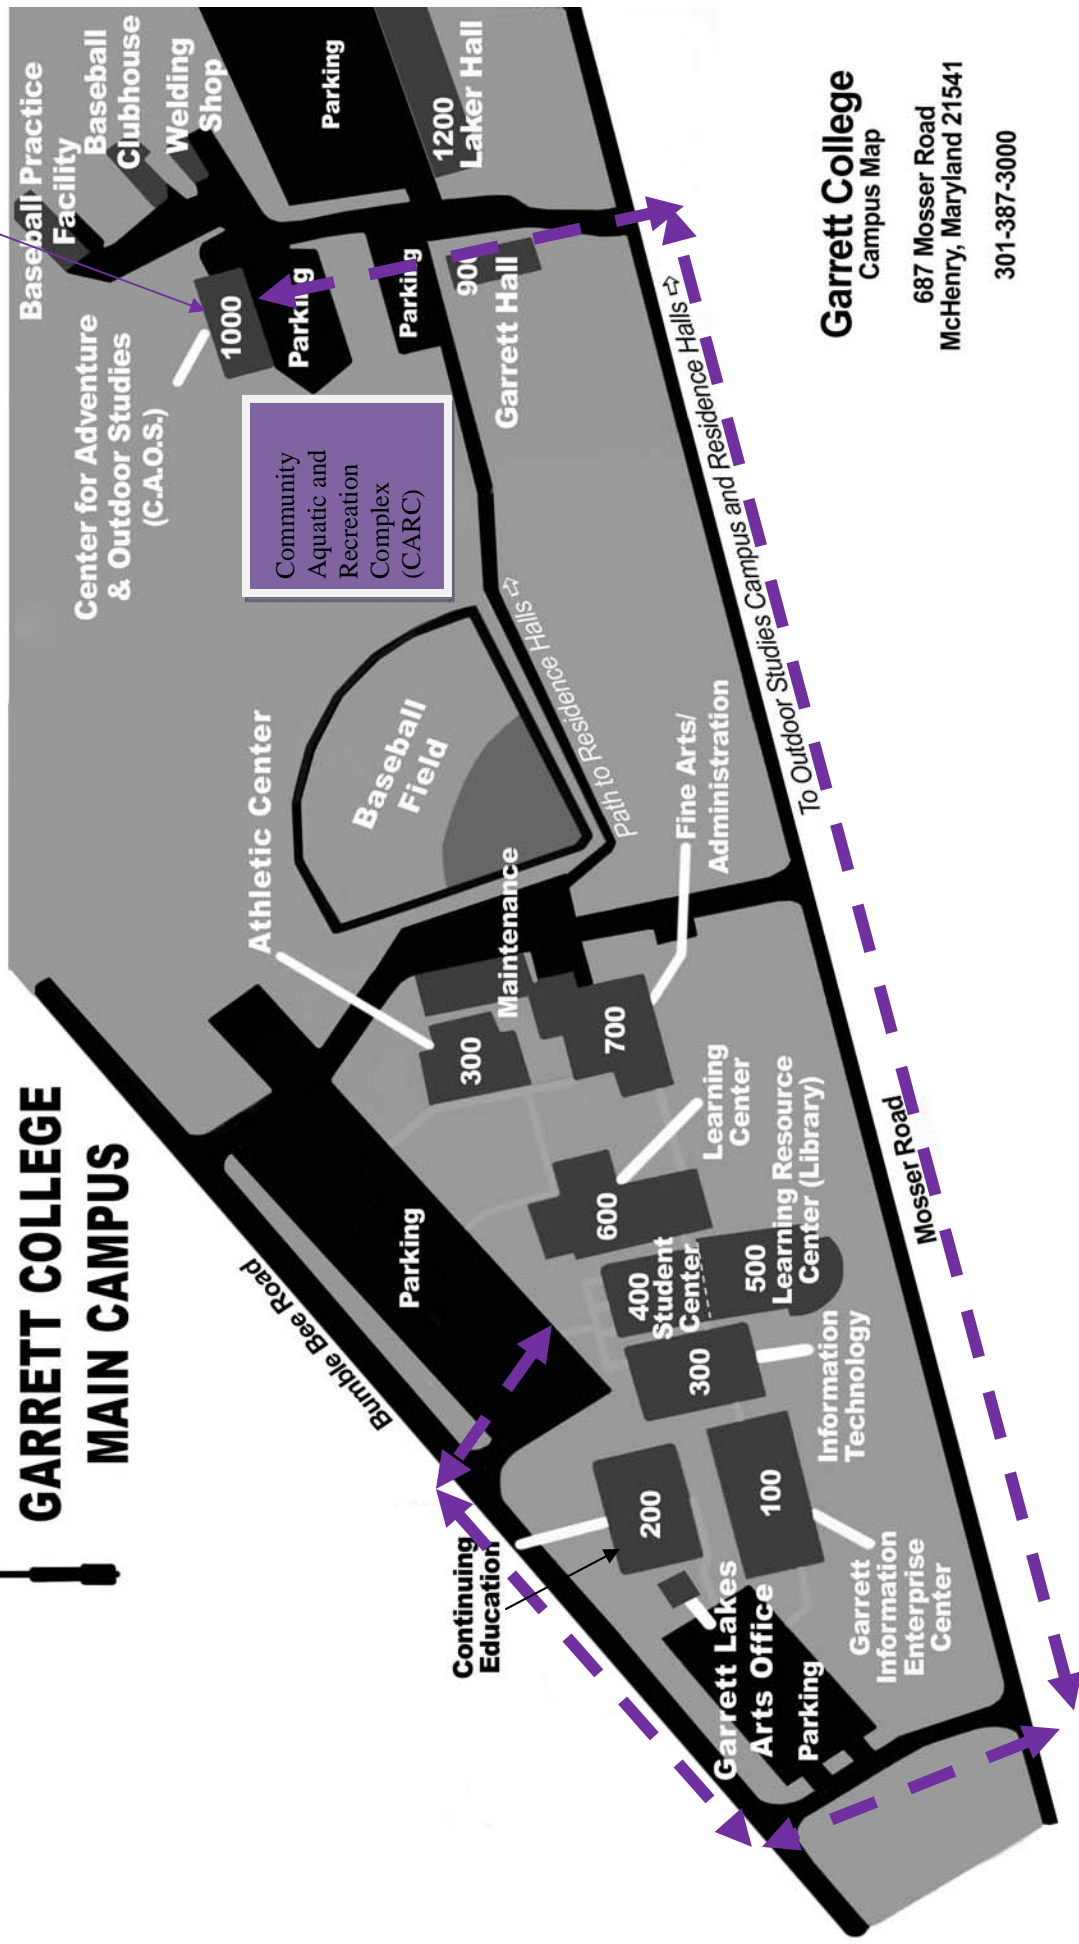 GARRETT COLLEGE
MAIN CAMPUS
Bumble Bee Road
Parking
Continuing
Education
200
Garrett Lakes
Arts Office
Parking
100
Garrett
Information
Enterprise
Center
300
Information
Technology
400
Student
Center
500
Learning Resource
Center (Library)
600
Learning
Center
300
Athletic Center
Maintenance
700
Fine Arts/
Administration
Baseball
Field
Path to Residence Halls
Mosser Road
To Outdoor Studies Campus and Residence Halls
Center for Adventure
& Outdoor Studies
(C.A.O.S.)
1000
Community
Aquatic and
Recreation
Complex
(CARC)
Parking
Parking
900
Garrett Hall
Baseball Practice
Facility
Baseball
Clubhouse
Welding
Shop
Parking
1200
Laker Hall
Garrett College
Campus Map
687 Mosser Road
McHenry, Maryland 21541
301-387-3000